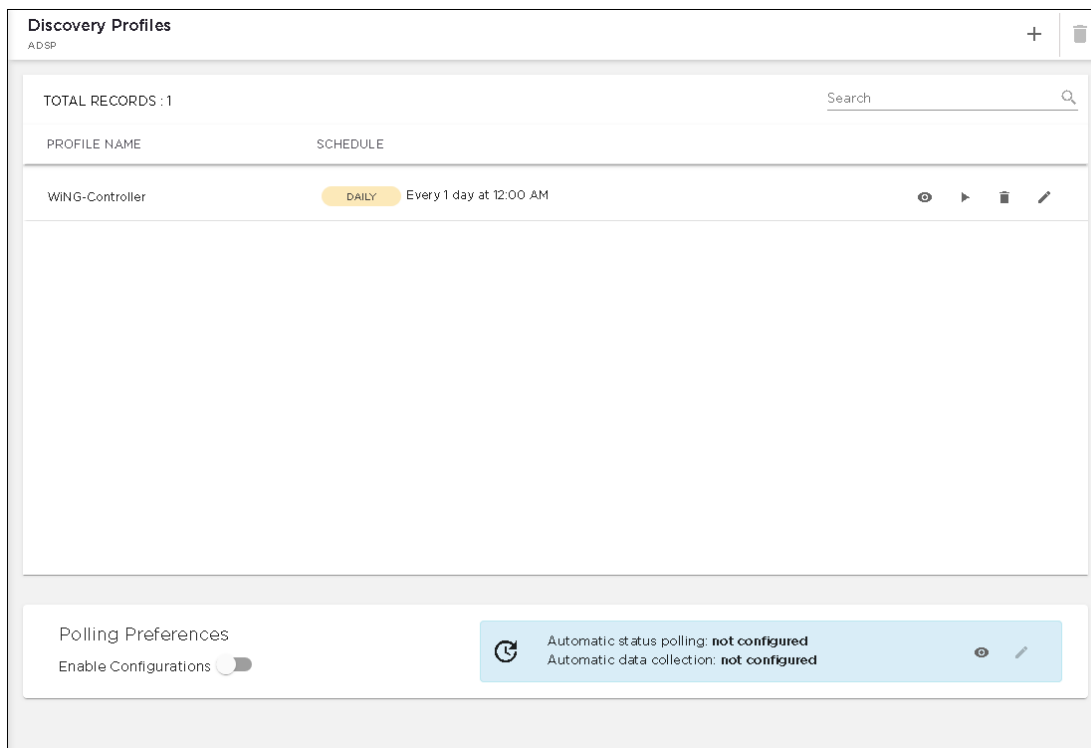 Discovery Profiles
ADSP
TOTAL RECORDS : 1
Search
PROFILE NAME SCHEDULE
WiNG-Controller DAILY Every 1 day at 12:00 AM
Polling Preferences
Enable Configurations
Automatic status polling: not configured
Automatic data collection: not configured